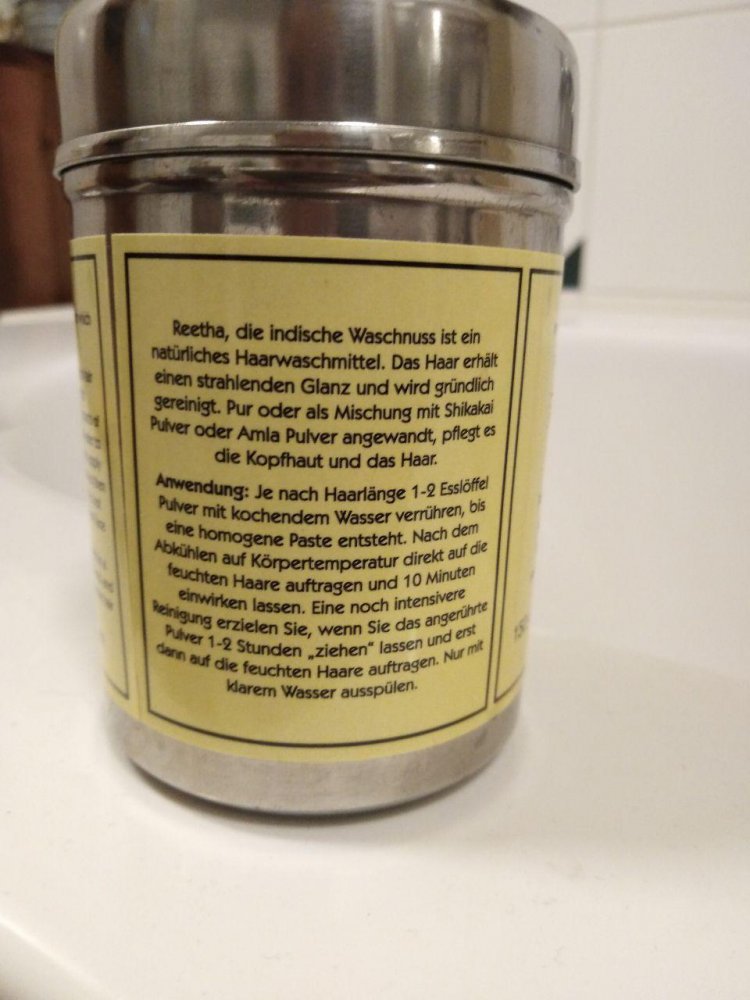 Reetha, die indische Waschnuss ist ein
natürliches Haarwaschmittel. Das Haar erhält
einen strahlenden Glanz und wird gründlich
gereinigt. Pur oder als Mischung mit Shikakai
Pulver oder Amla Pulver angewandt, pflegt es
die Kopfhaut und das Haar.
Anwendung: Je nach Haarlänge 1-2 Esslöffel
Pulver mit kochendem Wasser verrühren, bis
eine homogene Paste entsteht. Nach dem
Abkühlen auf Körpertemperatur direkt auf die
feuchten Haare auftragen und 10 Minuten
einwirken lassen. Eine noch intensivere
Reinigung erzielen Sie, wenn Sie das angerührte
Pulver 1-2 Stunden „ziehen" lassen und erst
dann auf die feuchten Haare auftragen. Nur mit
klarem Wasser ausspülen.